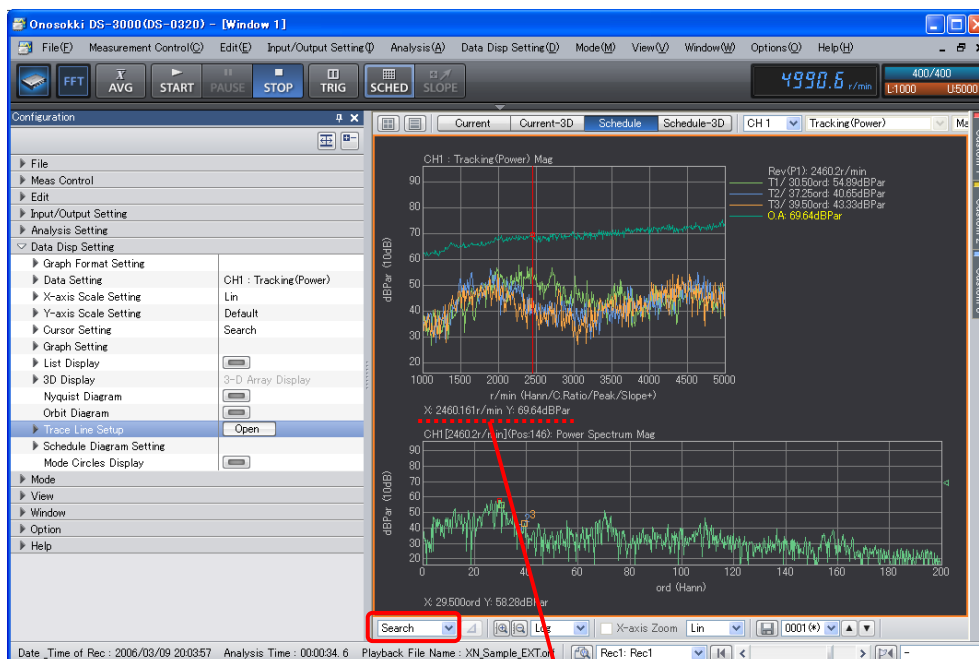 Onosokki DS-3000(DS-0320) - [Window 1]
File(F) Measurement Control(C) Edit(E) Input/Output Setting(I) Analysis(A) Data Disp Setting(D) Mode(M) View(V) Window(W) Options(O) Help(H)
FFT X AVG START PAUSE STOP TRIG SCHED SLOPE 4990.6 r/min 400/400 L:1000 U:5000
Configuration
Current Current-3D Schedule Schedule-3D CH 1 Tracking(Power) Ma
File
Meas Control
Edit
Input/Output Setting
Analysis Setting
Data Disp Setting
Graph Format Setting
Data Setting CH1 : Tracking(Power)
X-axis Scale Setting Lin
Y-axis Scale Setting Default
Cursor Setting Search
Graph Setting
List Display
3D Display 3-D Array Display
Nyquist Diagram
Orbit Diagram
Trace Line Setup Open
Schedule Diagram Setting
Mode Circles Display
Mode
View
Window
Option
Help
CH1 : Tracking(Power) Mag
Rev(P1): 2460.2r/min
T1/ 30.50ord: 54.89dBPar
T2/ 37.25ord: 40.65dBPar
T3/ 39.50ord: 43.33dBPar
O.A: 69.64dBPar
dBPar (10dB)
90
80
70
60
50
40
30
20
1000 1500 2000 2500 3000 3500 4000 4500 5000
r/min (Hann/C.Ratio/Peak/Slope+)
X: 2460.161r/min Y: 69.64dBPar
CH1[2460.2r/min](Pos:146): Power Spectrum Mag
dBPar (10dB)
90
80
70
60
50
40
30
20
3
0 20 40 60 80 100 120 140 160 180 200
ord (Hann)
X: 29.500ord Y: 58.28dBPar
Search Log X-axis Zoom Lin 0001(*)
Date _Time of Rec : 2006/03/09 20:03:57 Analysis Time : 00:00:34. 6 Playback File Name : XN_Sample_EXT.orf Rec1: Rec1 -